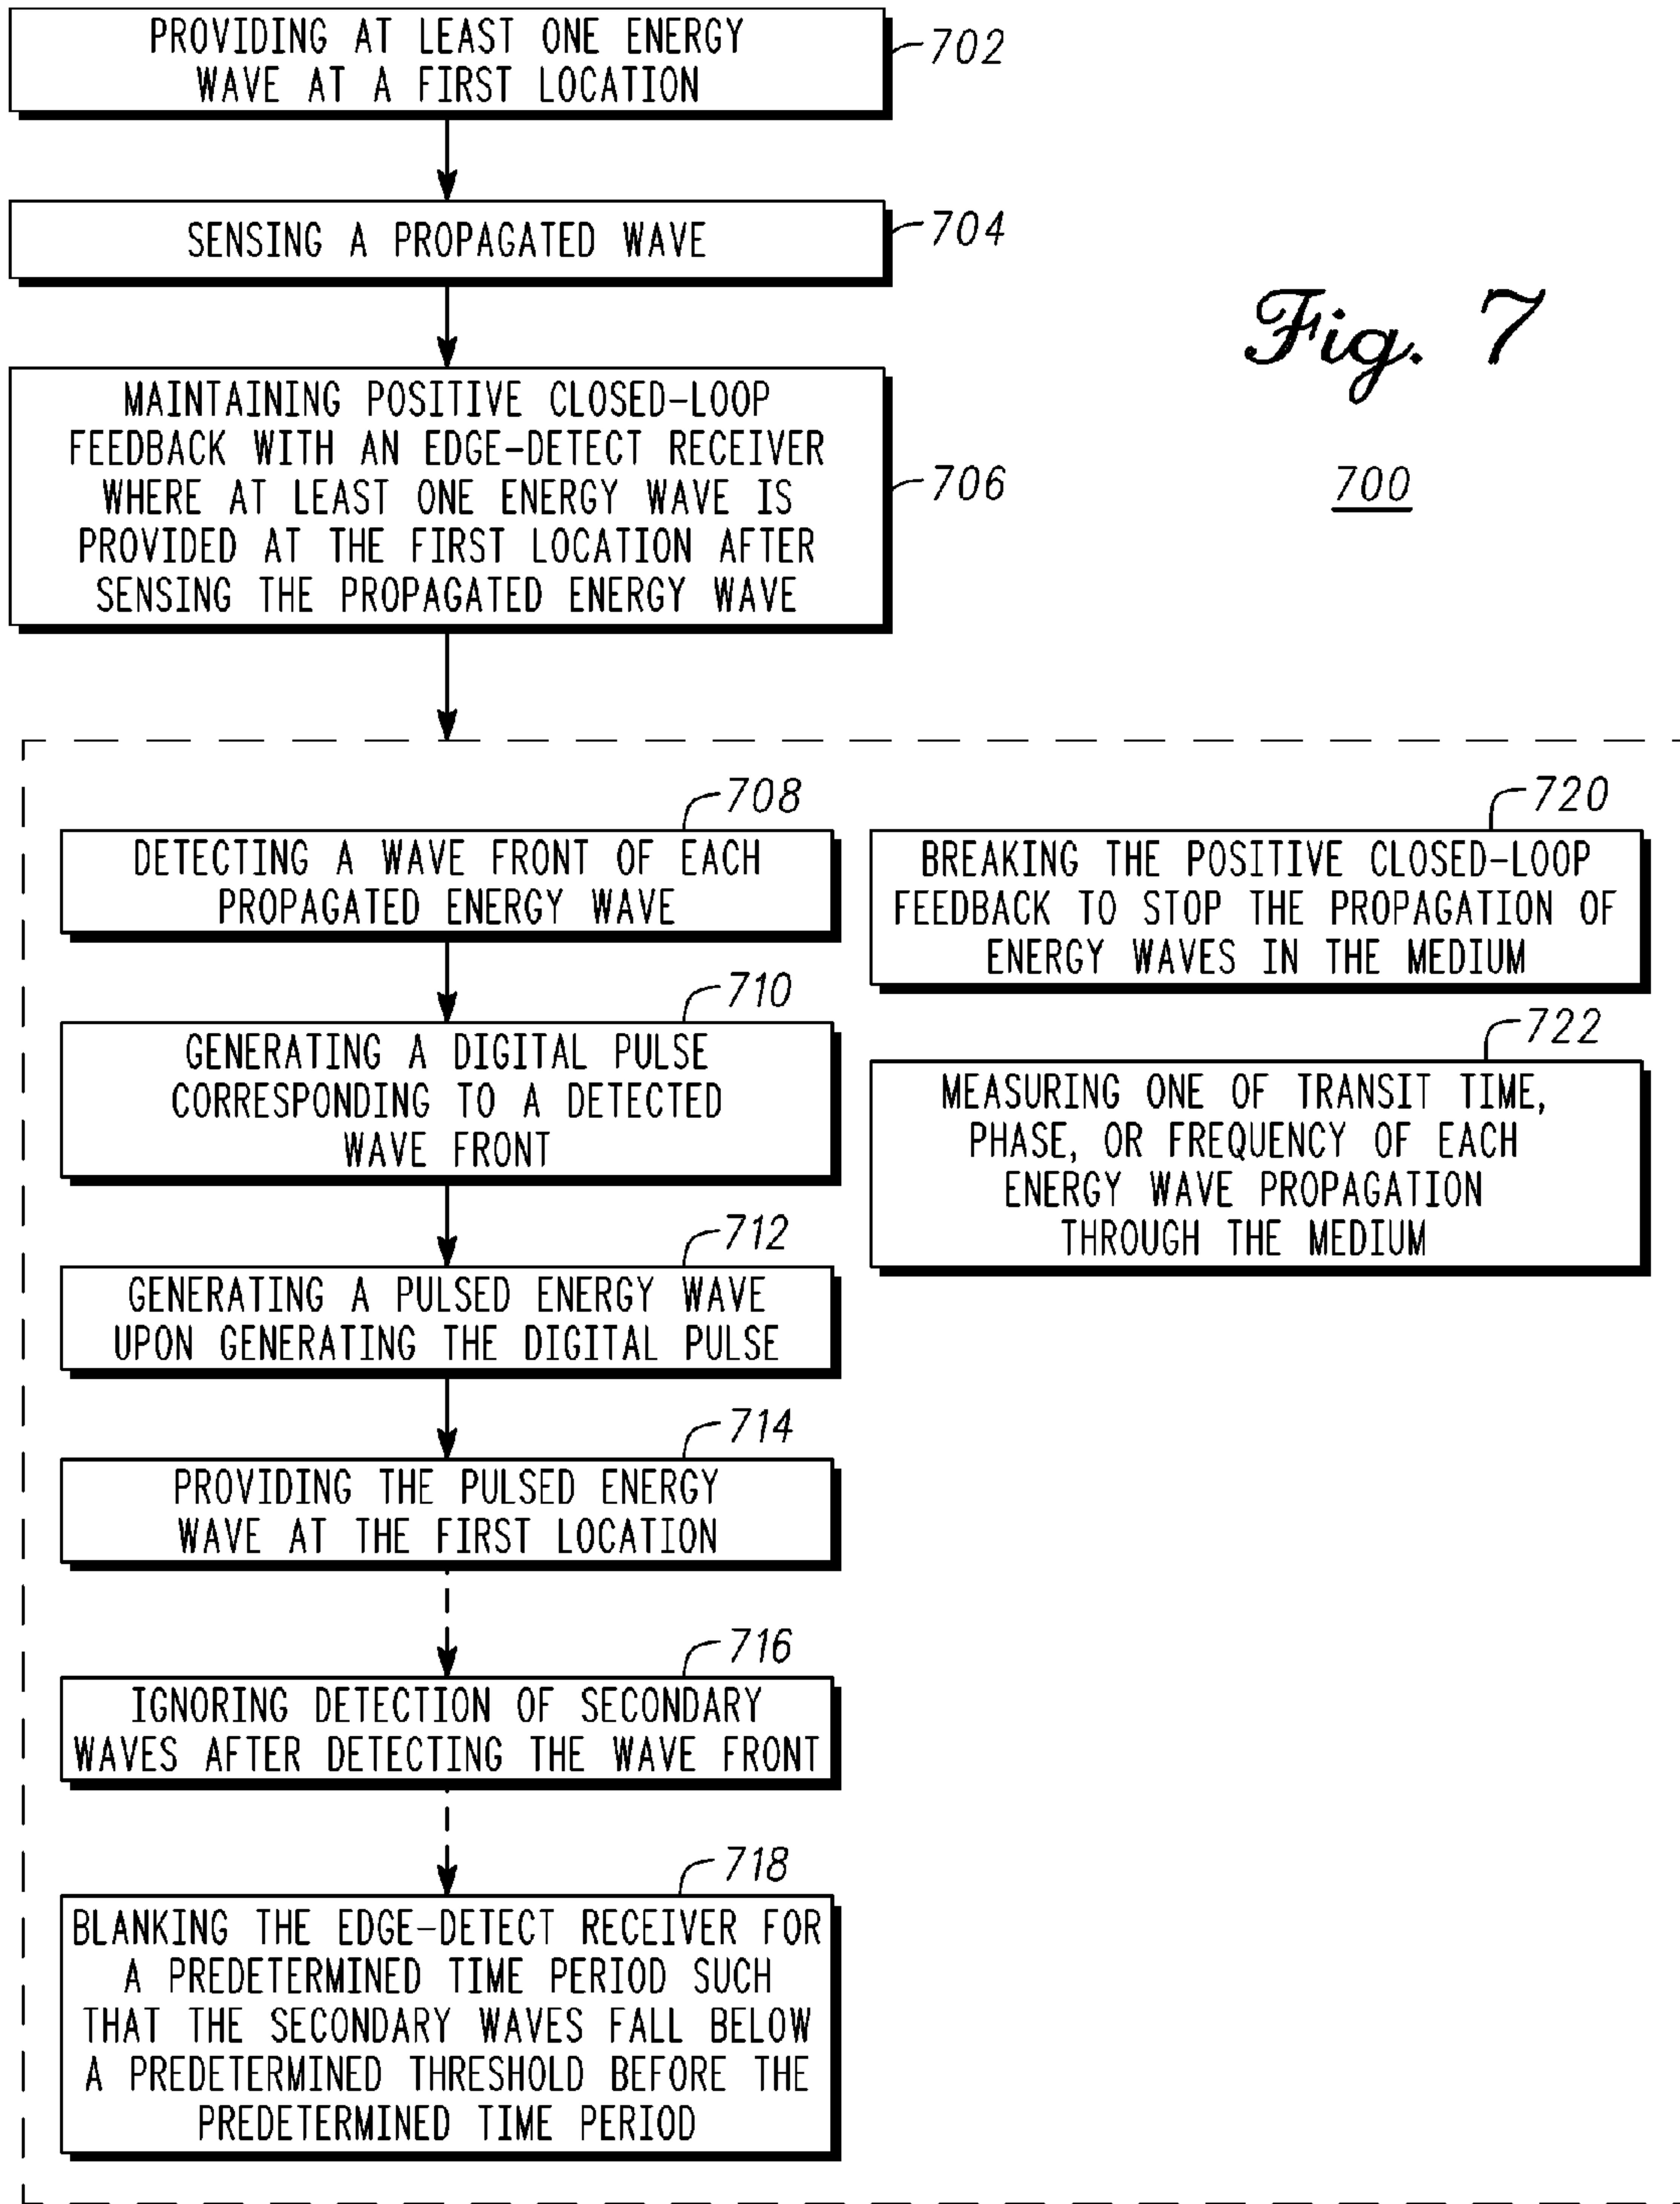 PROVIDING AT LEAST ONE ENERGY
WAVE AT A FIRST LOCATION
702
SENSING A PROPAGATED WAVE
704
Fig. 7
700
MAINTAINING POSITIVE CLOSED-LOOP
FEEDBACK WITH AN EDGE-DETECT RECEIVER
WHERE AT LEAST ONE ENERGY WAVE IS
PROVIDED AT THE FIRST LOCATION AFTER
SENSING THE PROPAGATED ENERGY WAVE
706
708
DETECTING A WAVE FRONT OF EACH
PROPAGATED ENERGY WAVE
710
GENERATING A DIGITAL PULSE
CORRESPONDING TO A DETECTED
WAVE FRONT
712
GENERATING A PULSED ENERGY WAVE
UPON GENERATING THE DIGITAL PULSE
714
PROVIDING THE PULSED ENERGY
WAVE AT THE FIRST LOCATION
716
IGNORING DETECTION OF SECONDARY
WAVES AFTER DETECTING THE WAVE FRONT
718
BLANKING THE EDGE-DETECT RECEIVER FOR
A PREDETERMINED TIME PERIOD SUCH
THAT THE SECONDARY WAVES FALL BELOW
A PREDETERMINED THRESHOLD BEFORE THE
PREDETERMINED TIME PERIOD
720
BREAKING THE POSITIVE CLOSED-LOOP
FEEDBACK TO STOP THE PROPAGATION OF
ENERGY WAVES IN THE MEDIUM
722
MEASURING ONE OF TRANSIT TIME,
PHASE, OR FREQUENCY OF EACH
ENERGY WAVE PROPAGATION
THROUGH THE MEDIUM